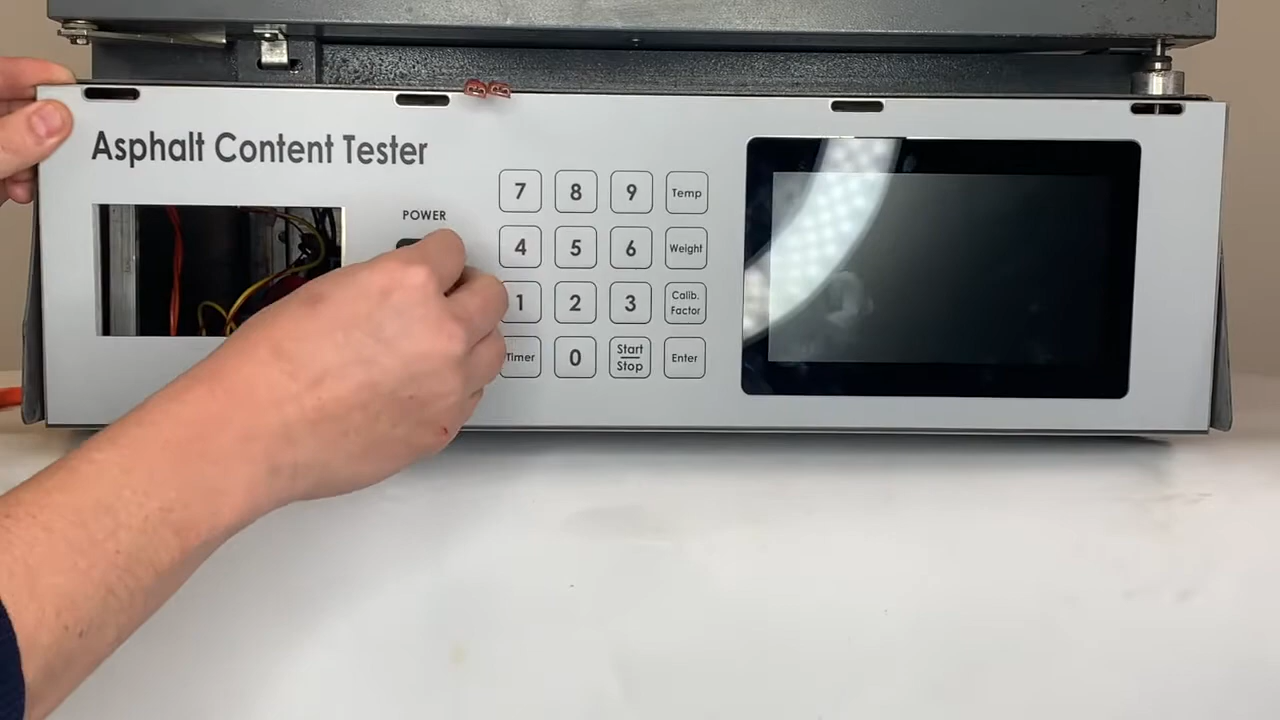 Asphalt Content Tester
POWER
7 8 9 Temp
4 5 6 Weight
1 2 3 Calib. Factor
Timer 0 Start Stop Enter